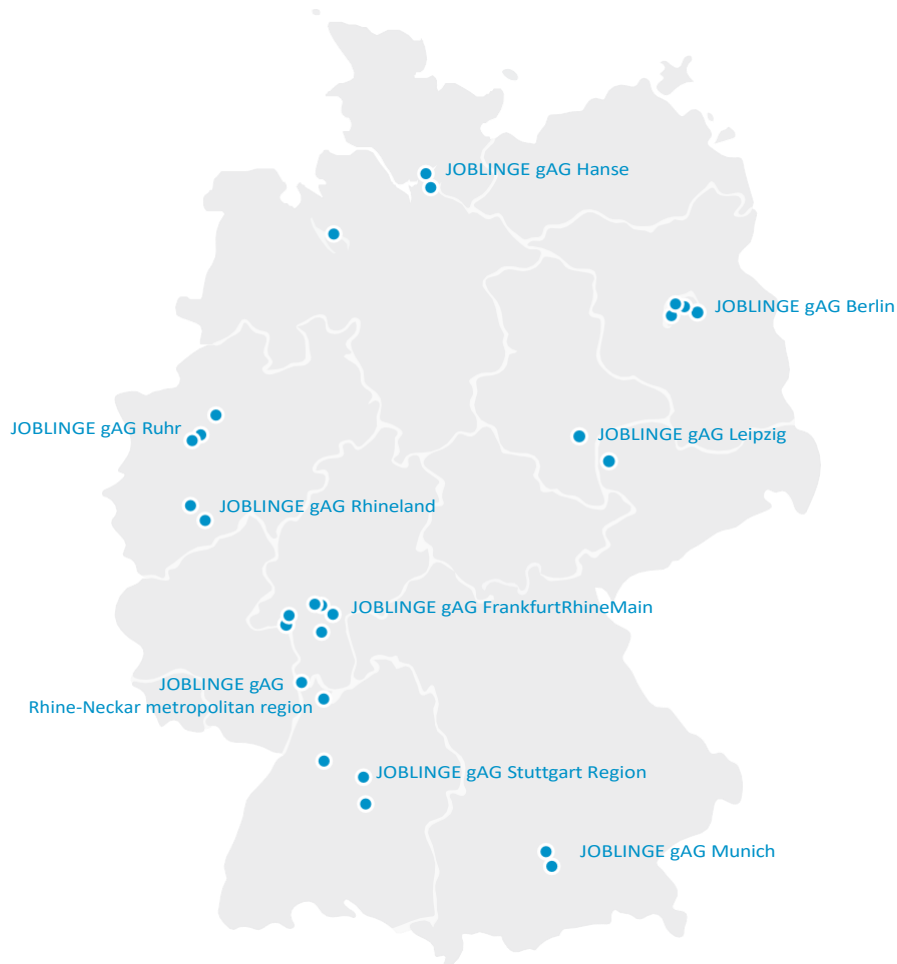 JOBLINGE gAG Hanse
JOBLINGE gAG Berlin
JOBLINGE gAG Ruhr
JOBLINGE gAG Leipzig
JOBLINGE gAG Rhineland
JOBLINGE gAG FrankfurtRhineMain
JOBLINGE gAG
Rhine-Neckar metropolitan region
JOBLINGE gAG Stuttgart Region
JOBLINGE gAG Munich